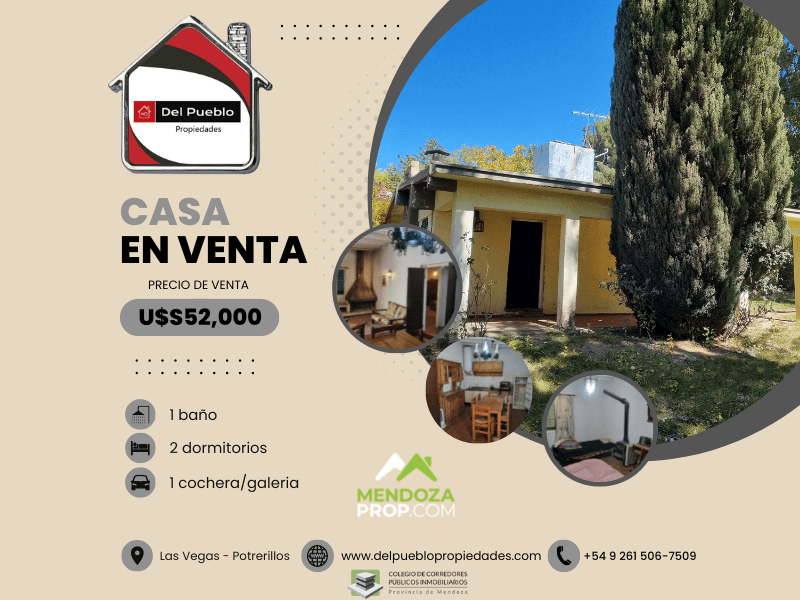 Del Pueblo
Propiedades
CASA
EN VENTA
PRECIO DE VENTA
U$S52,000
1 baño
2 dormitorios
1 cochera/galeria
MENDOZA
PROP.COM
Las Vegas - Potrerillos
www.delpueblopropiedades.com
+54 9 261 506-7509
COLEGIO DE CORREDORES
PÚBLICOS INMOBILIARIOS
Provincia de Mendoza